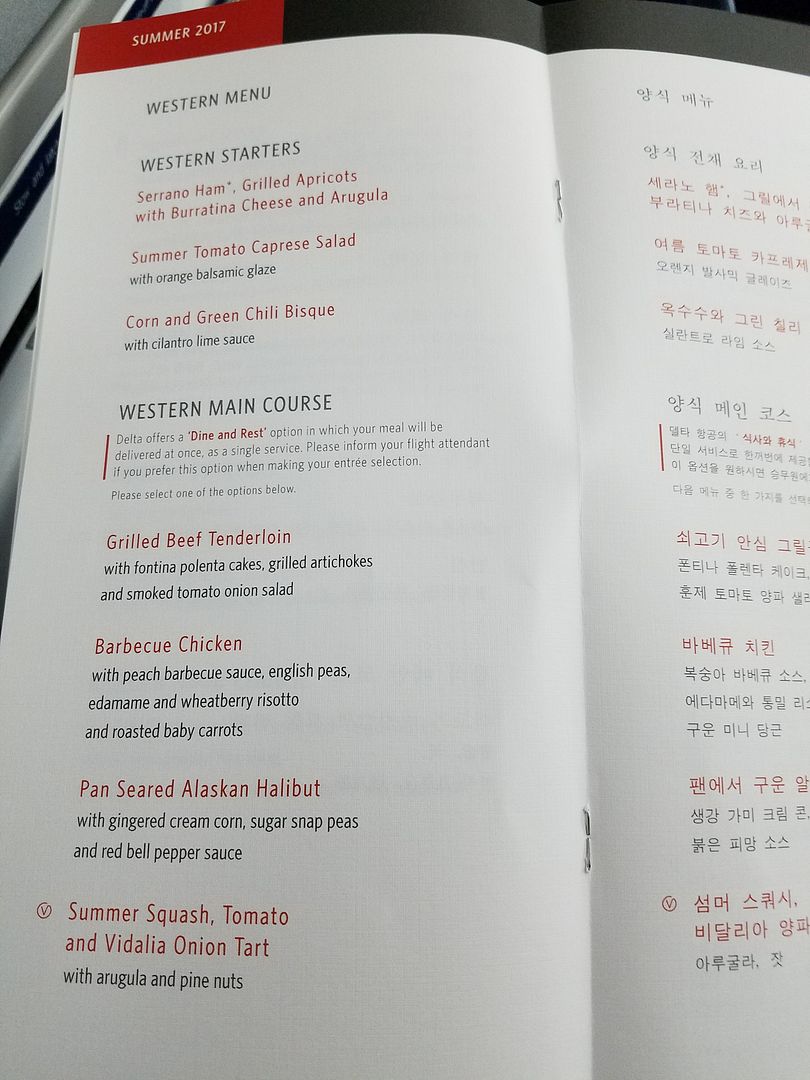 SUMMER 2017
WESTERN MENU
WESTERN STARTERS
Serrano Ham*, Grilled Apricots
with Burratina Cheese and Arugula
Summer Tomato Caprese Salad
with orange balsamic glaze
Corn and Green Chili Bisque
with cilantro lime sauce
WESTERN MAIN COURSE
Delta offers a 'Dine and Rest' option in which your meal will be
delivered at once, as a single service. Please inform your flight attendant
if you prefer this option when making your entrée selection.
Please select one of the options below.
Grilled Beef Tenderloin
with fontina polenta cakes, grilled artichokes
and smoked tomato onion salad
Barbecue Chicken
with peach barbecue sauce, english peas,
edamame and wheatberry risotto
and roasted baby carrots
Pan Seared Alaskan Halibut
with gingered cream corn, sugar snap peas
and red bell pepper sauce
Ⓥ Summer Squash, Tomato
and Vidalia Onion Tart
with arugula and pine nuts
양식 메뉴
양식 전채 요리
세라노 햄*, 그릴에서
부라티나 치즈와
여름 토마토 카프레제
오렌지 발사믹 글레이즈
옥수수와 그린 칠리
실란트로 라임 소스
양식 메인 코스
델타 항공의 '식사와 휴식'
단일 서비스로 한꺼번에
이 옵션을 원하시면
다음 메뉴 중 한 가지를
쇠고기 안심
폰티나 폴렌타 케이크,
훈제 토마토 양파
바베큐 치킨
복숭아 바베큐 소스,
에다마메와 통밀
구운 미니 당근
팬에서 구운
생강 가미 크림 콘,
붉은 피망 소스
Ⓥ 섬머 스쿼시,
비달리아 양파
아루굴라, 잣